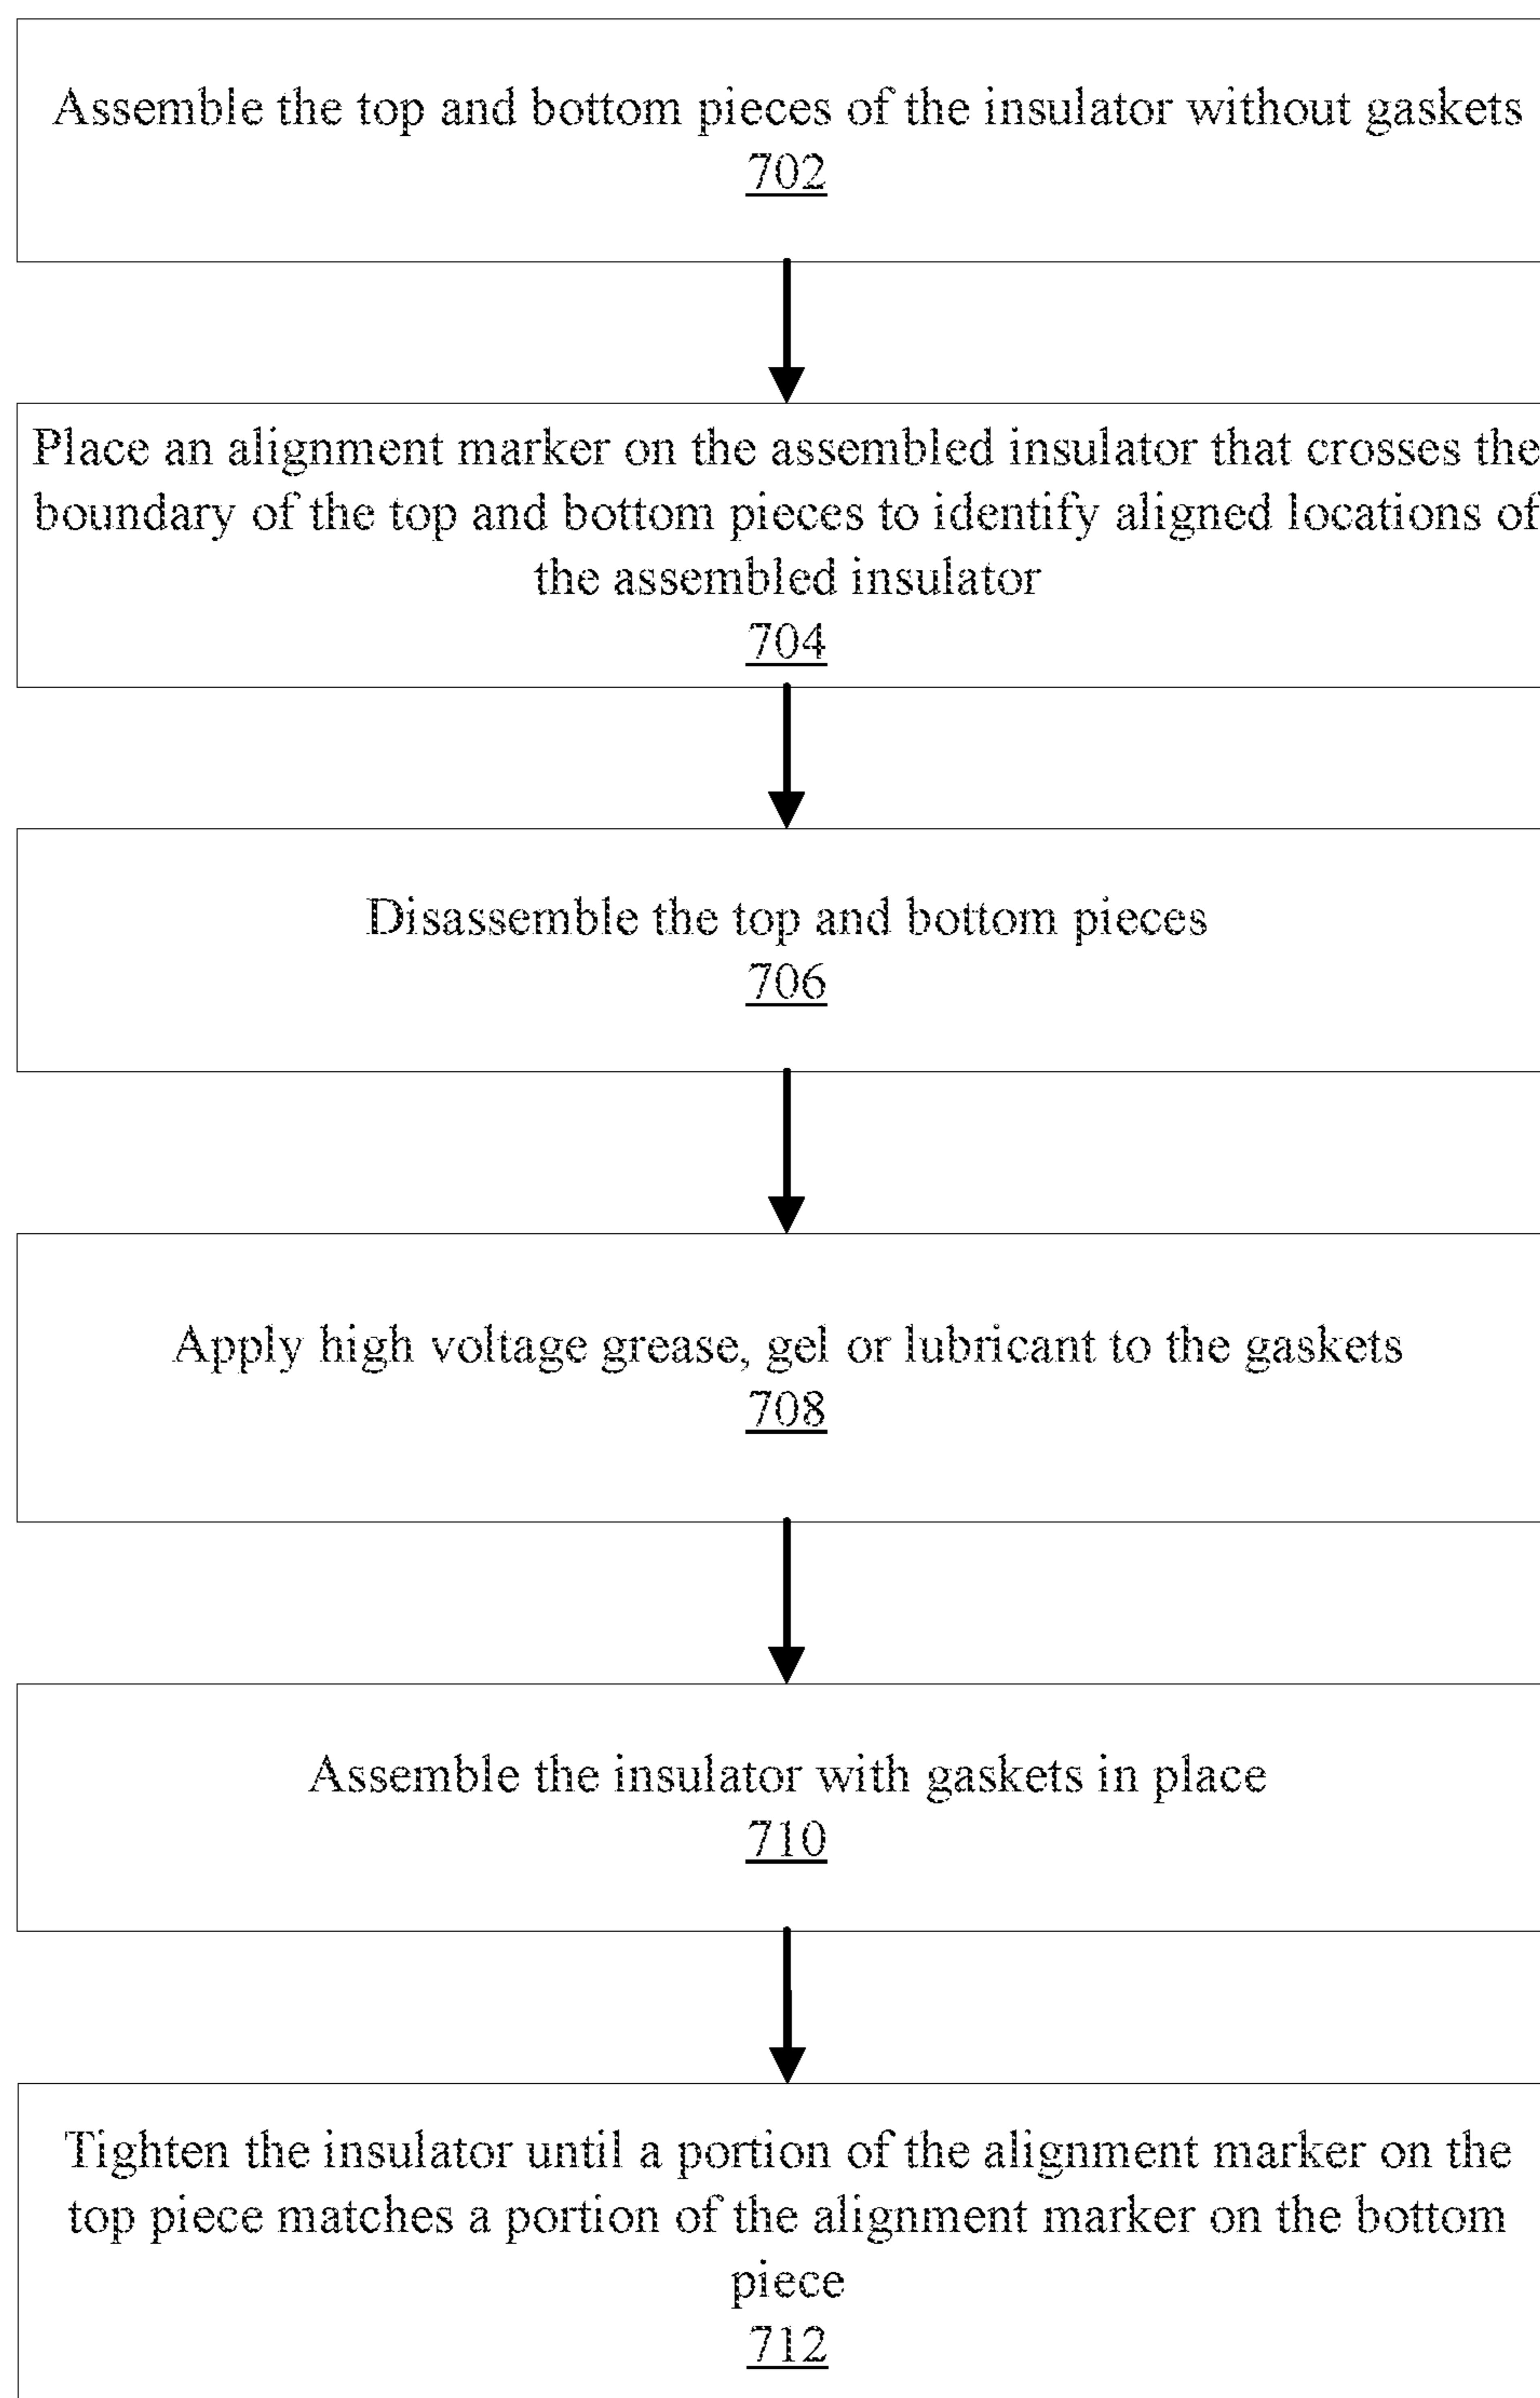 Assemble the top and bottom pieces of the insulator without gaskets
702
Place an alignment marker on the assembled insulator that crosses the
boundary of the top and bottom pieces to identify aligned locations of
the assembled insulator
704
Disassemble the top and bottom pieces
706
Apply high voltage grease, gel or lubricant to the gaskets
708
Assemble the insulator with gaskets in place
710
Tighten the insulator until a portion of the alignment marker on the
top piece matches a portion of the alignment marker on the bottom
piece
712